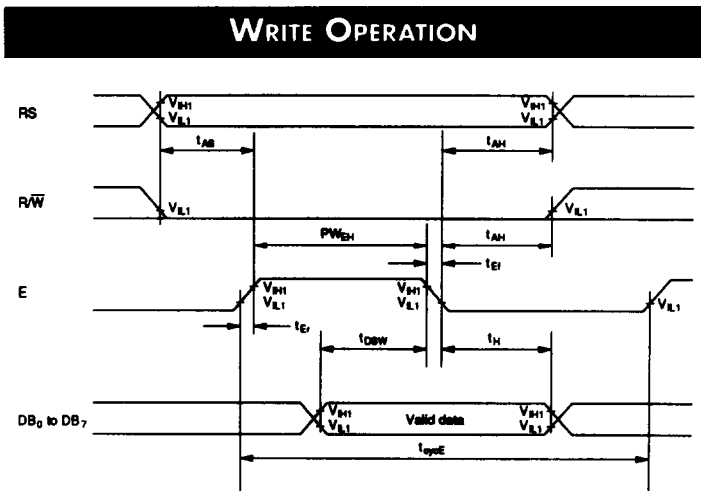 WRITE OPERATION
RS
VIH1
VIL1
VIH1
VIL1
tAS
tAH
R/W̅
VIL1
VIL1
PWEH
tAH
tEf
E
VIH1
VIL1
VIH1
VIL1
VIL1
tEr
tDSW
tH
DB0 to DB7
VIH1
VIL1
Valid data
VIH1
VIL1
tcycE